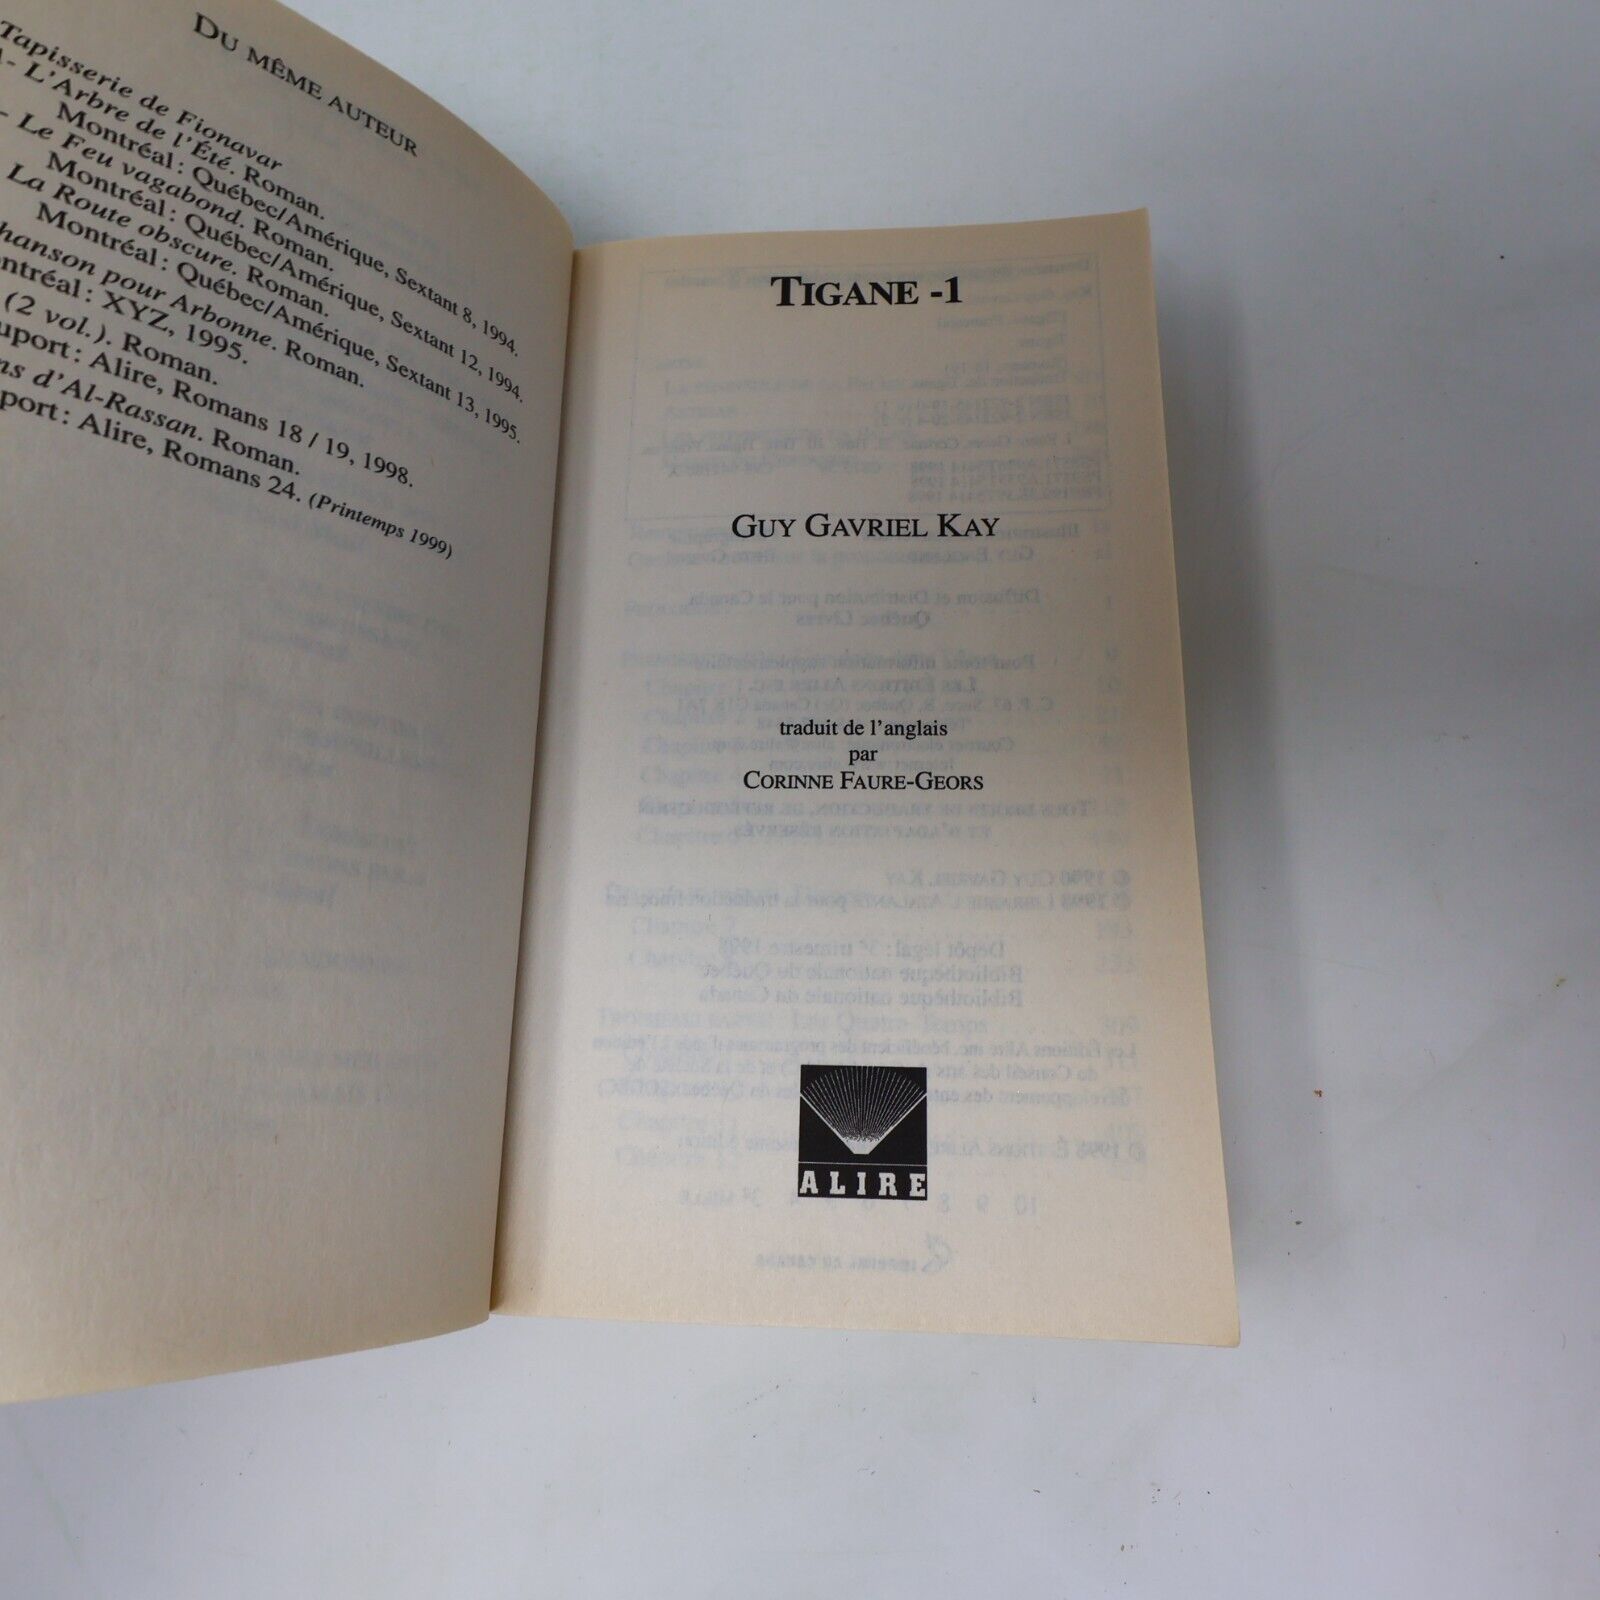 DU MÊME AUTEUR
Tapisserie de Fionavar
- L'Arbre de l'Été. Roman.
Montréal : Québec/Amérique, Sextant 8, 1994.
- Le Feu vagabond. Roman.
Montréal : Québec/Amérique, Sextant 12, 1994.
La Route obscure. Roman.
Montréal : Québec/Amérique, Sextant 13, 1995.
hanson pour Arbonne. Roman.
ontréal : XYZ, 1995.
(2 vol.). Roman.
uport : Alire, Romans 18 / 19, 1998.
ns d'Al-Rassan. Roman.
port : Alire, Romans 24. (Printemps 1999)
TIGANE -1
GUY GAVRIEL KAY
traduit de l'anglais
par
CORINNE FAURE-GEORS
ALIRE